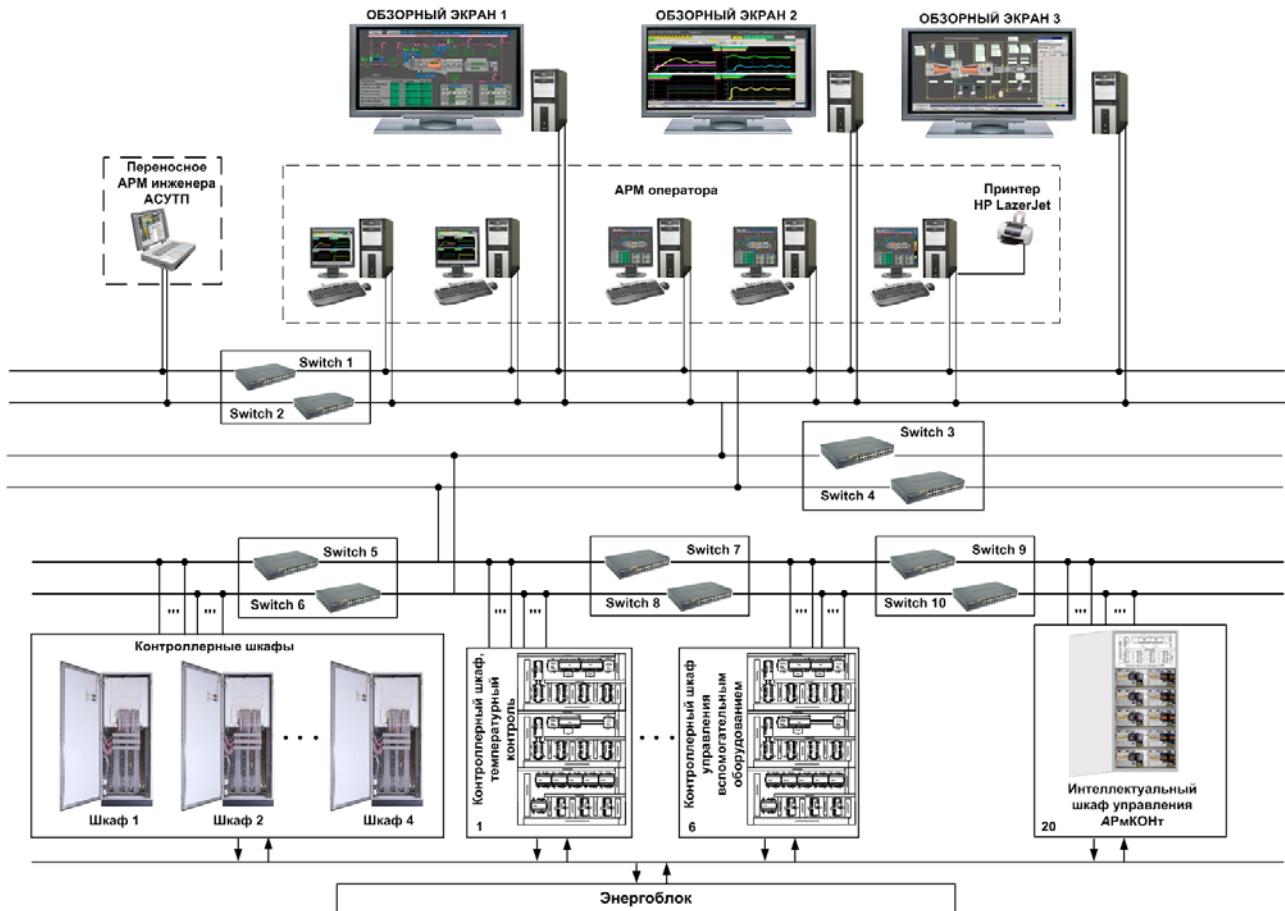 ОБЗОРНЫЙ ЭКРАН 1
ОБЗОРНЫЙ ЭКРАН 2
ОБЗОРНЫЙ ЭКРАН 3
Переносное
АРМ инженера
АСУТП
АРМ оператора
Принтер
HP LazerJet
Switch 1
Switch 2
Switch 3
Switch 4
Switch 5
Switch 6
Switch 7
Switch 8
Switch 9
Switch 10
Контроллерные шкафы
Шкаф 1
Шкаф 2
Шкаф 4
Контроллерный шкаф,
температурный
контроль
1
Контроллерный шкаф
управления
вспомогательным
оборудованием
6
Интеллектуальный
шкаф управления
АРмКОНт
20
Энергоблок